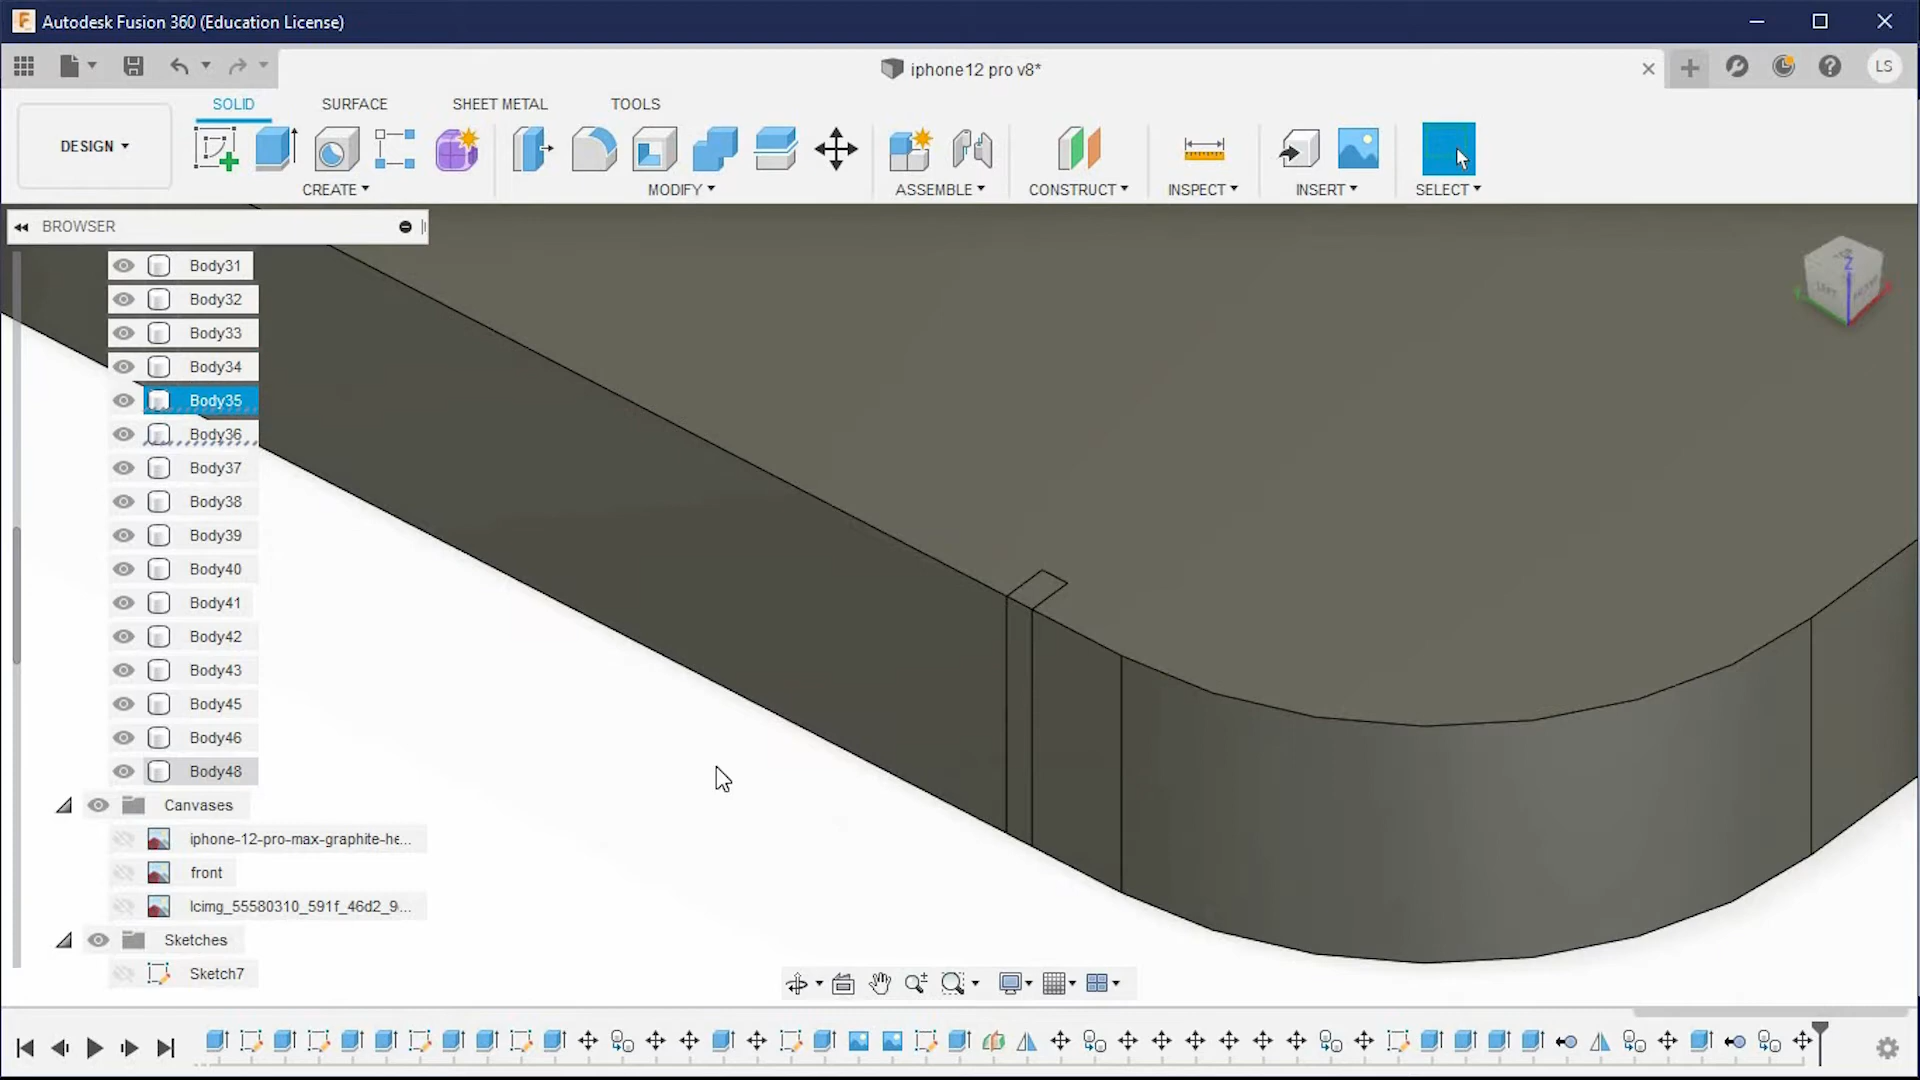 Autodesk Fusion 360 (Education License)
iphone12 pro v8*
LS
SOLID
SURFACE
SHEET METAL
TOOLS
DESIGN
CREATE
MODIFY
ASSEMBLE
CONSTRUCT
INSPECT
INSERT
SELECT
BROWSER
Body31
Body32
Body33
Body34
Body35
Body36
Body37
Body38
Body39
Body40
Body41
Body42
Body43
Body45
Body46
Body48
Canvases
iphone-12-pro-max-graphite-he...
front
lcimg_55580310_591f_46d2_9...
Sketches
Sketch7
Z
LEFT